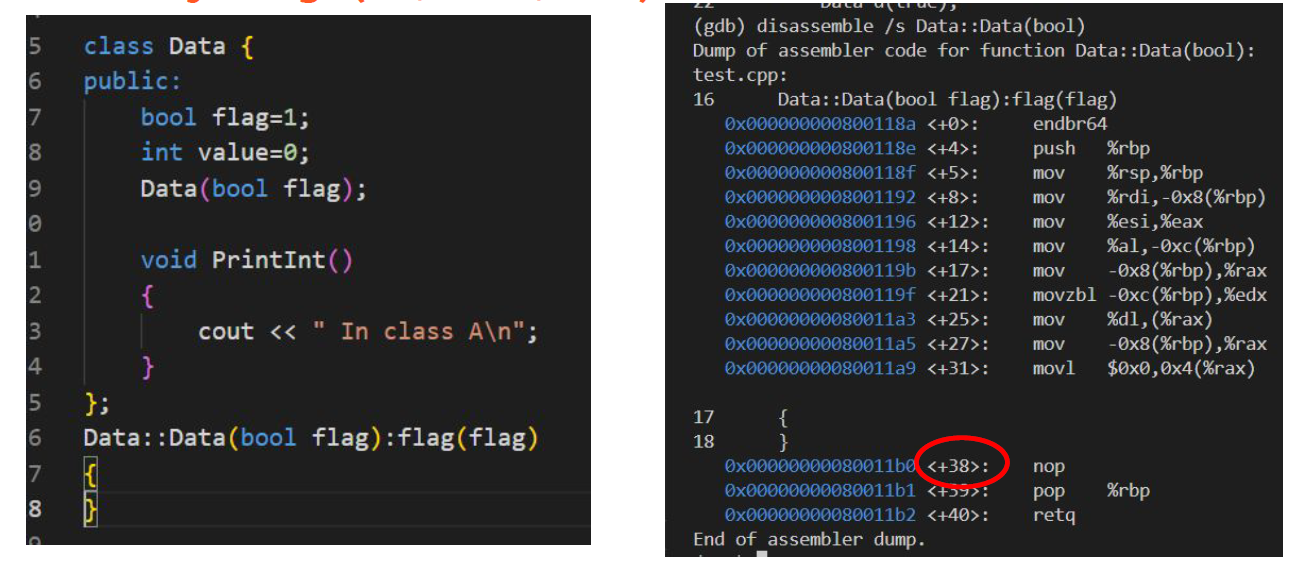 5 class Data {
6 public:
7 bool flag=1;
8 int value=0;
9 Data(bool flag);
0
1 void PrintInt()
2 {
3 cout << " In class A\n";
4 }
5 };
6 Data::Data(bool flag):flag(flag)
7 {
8 }
(gdb) disassemble /s Data::Data(bool)
Dump of assembler code for function Data::Data(bool):
test.cpp:
16 Data::Data(bool flag):flag(flag)
0x000000000800118a <+0>: endbr64
0x000000000800118e <+4>: push %rbp
0x000000000800118f <+5>: mov %rsp,%rbp
0x0000000008001192 <+8>: mov %rdi,-0x8(%rbp)
0x0000000008001196 <+12>: mov %esi,%eax
0x0000000008001198 <+14>: mov %al,-0xc(%rbp)
0x000000000800119b <+17>: mov -0x8(%rbp),%rax
0x000000000800119f <+21>: movzbl -0xc(%rbp),%edx
0x00000000080011a3 <+25>: mov %dl,(%rax)
0x00000000080011a5 <+27>: mov -0x8(%rbp),%rax
0x00000000080011a9 <+31>: movl $0x0,0x4(%rax)
17 {
18 }
0x00000000080011b0 <+38>: nop
0x00000000080011b1 <+39>: pop %rbp
0x00000000080011b2 <+40>: retq
End of assembler dump.